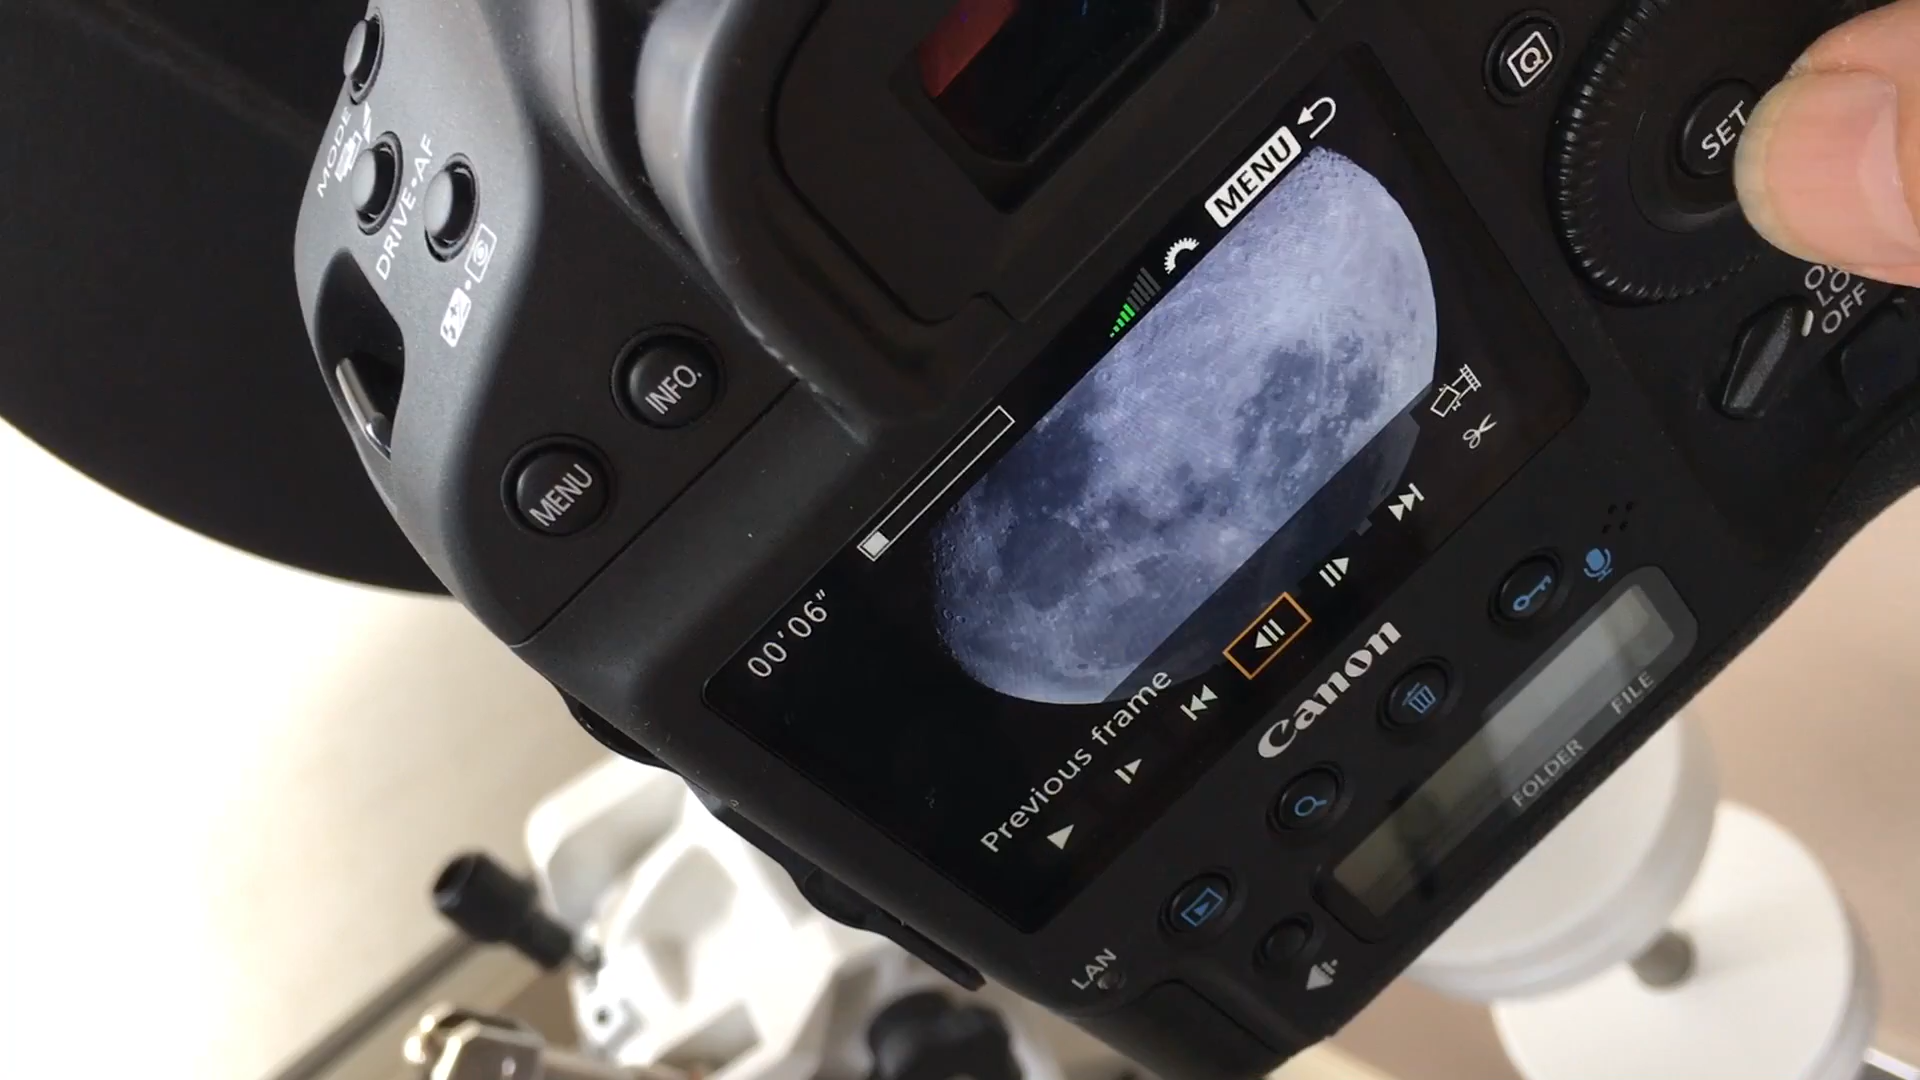 MODE
DRIVE•AF
INFO.
MENU
Q
SET
LOCK
OFF
MENU
00'06"
Previous frame
Canon
LAN
FOLDER
FILE